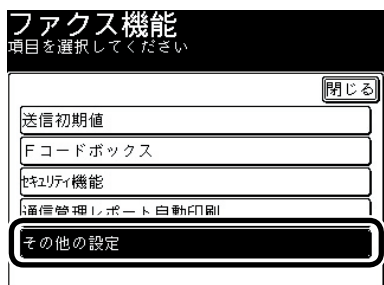 ファクス機能
項目を選択してください
閉じる
送信初期値
Fコードボックス
セキュリティ機能
通信管理レポート自動印刷
その他の設定